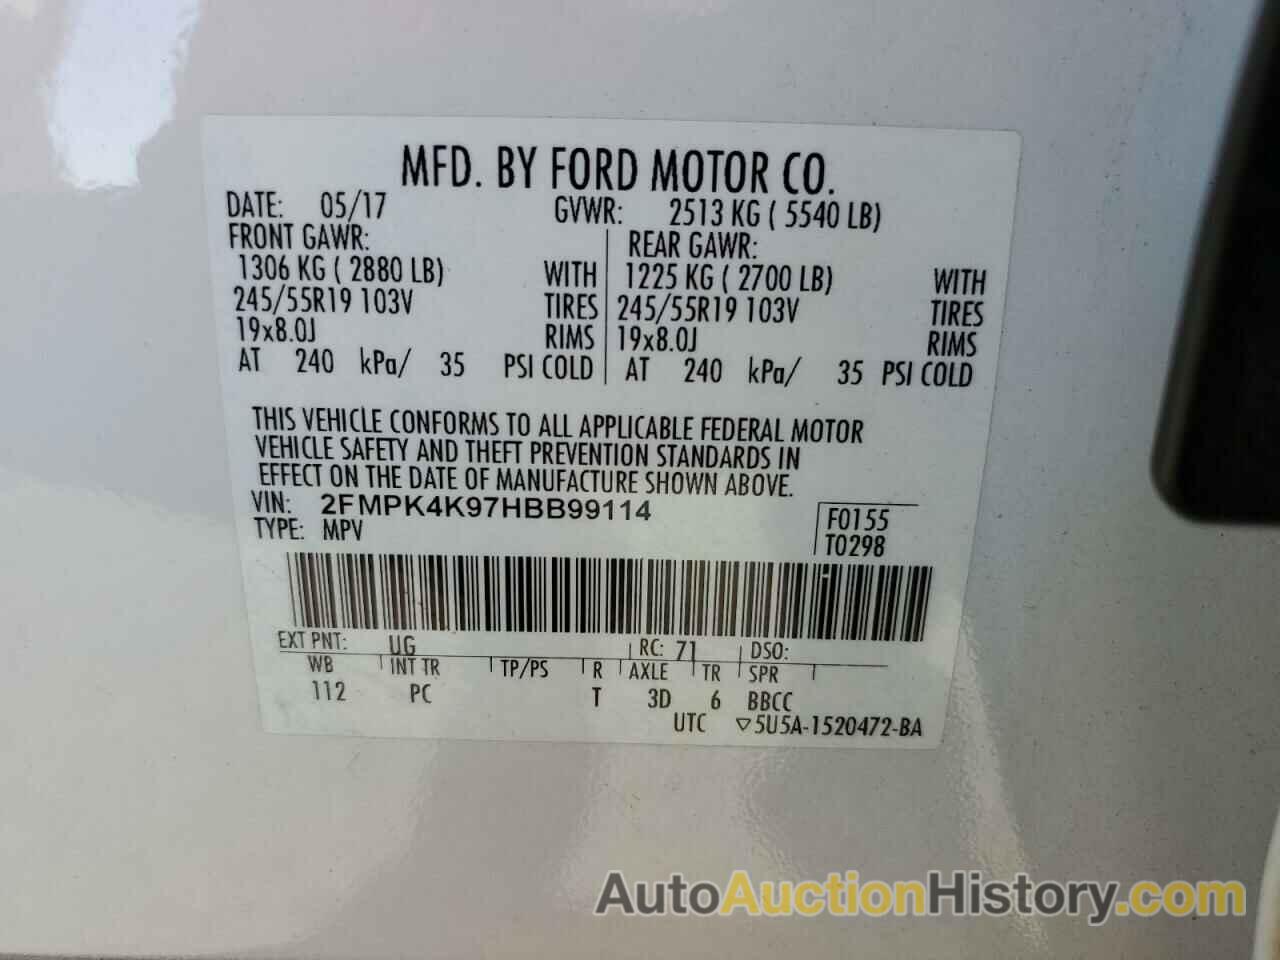 MFD. BY FORD MOTOR CO.
DATE: 05/17 GVWR: 2513 KG ( 5540 LB)
FRONT GAWR: REAR GAWR:
1306 KG ( 2880 LB) WITH 1225 KG ( 2700 LB) WITH
245/55R19 103V TIRES 245/55R19 103V TIRES
19x8.0J RIMS 19x8.0J RIMS
AT 240 kPa/ 35 PSI COLD AT 240 kPa/ 35 PSI COLD
THIS VEHICLE CONFORMS TO ALL APPLICABLE FEDERAL MOTOR
VEHICLE SAFETY AND THEFT PREVENTION STANDARDS IN
EFFECT ON THE DATE OF MANUFACTURE SHOWN ABOVE.
VIN: 2FMPK4K97HBB99114 F0155
TYPE: MPV T0298
EXT PNT: UG RC: 71 DSO:
WB INT TR TP/PS R AXLE TR SPR
112 PC T 3D 6 BBCC
UTC ▽5U5A-1520472-BA
AutoAuctionHistory.com